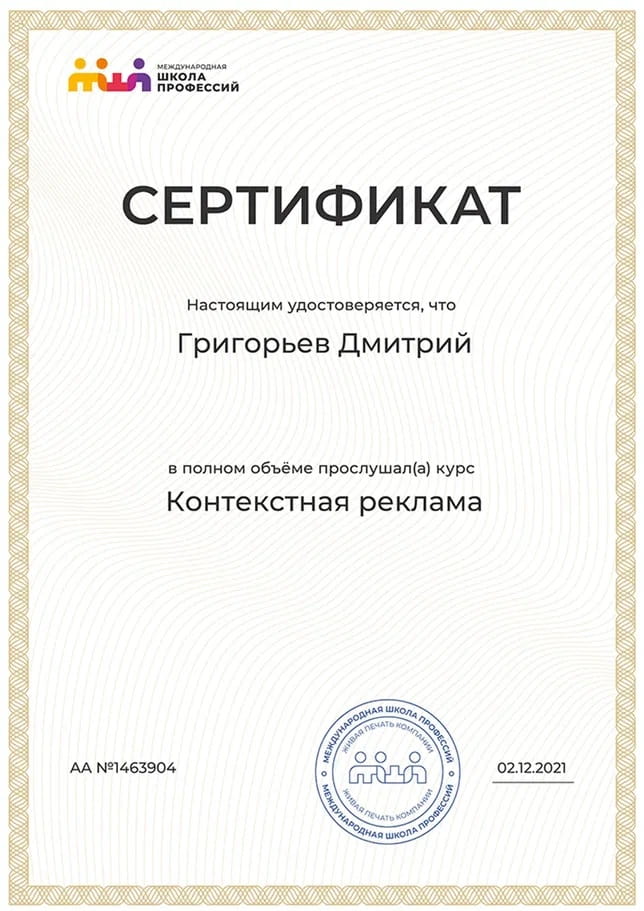 МЕЖДУНАРОДНАЯ
ШКОЛА
ПРОФЕССИЙ
СЕРТИФИКАТ
Настоящим удостоверяется, что
Григорьев Дмитрий
в полном объёме прослушал(а) курс
Контекстная реклама
АА №1463904
МЕЖДУНАРОДНАЯ ШКОЛА ПРОФЕССИЙ
ЖИВАЯ ПЕЧАТЬ КОМПАНИИ
ЖИВАЯ ПЕЧАТЬ КОМПАНИИ
МЕЖДУНАРОДНАЯ ШКОЛА ПРОФЕССИЙ
02.12.2021